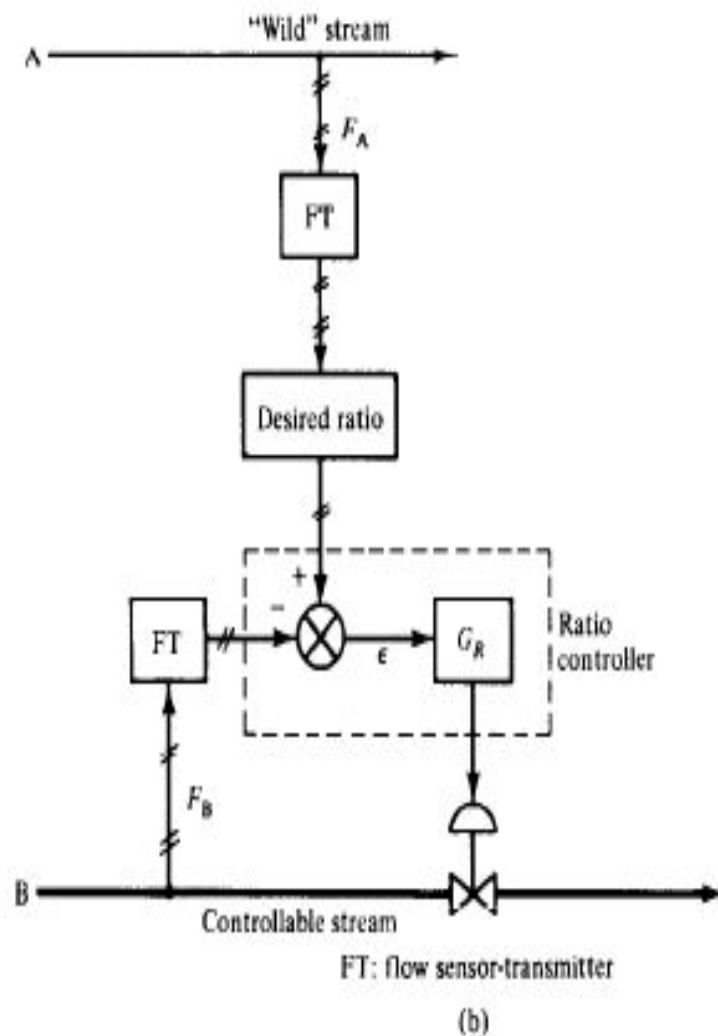 “Wild” stream
A
F_A
FT
Desired ratio
+
−
FT
ϵ
G_R
Ratio
controller
F_B
B
Controllable stream
FT: flow sensor-transmitter
(b)